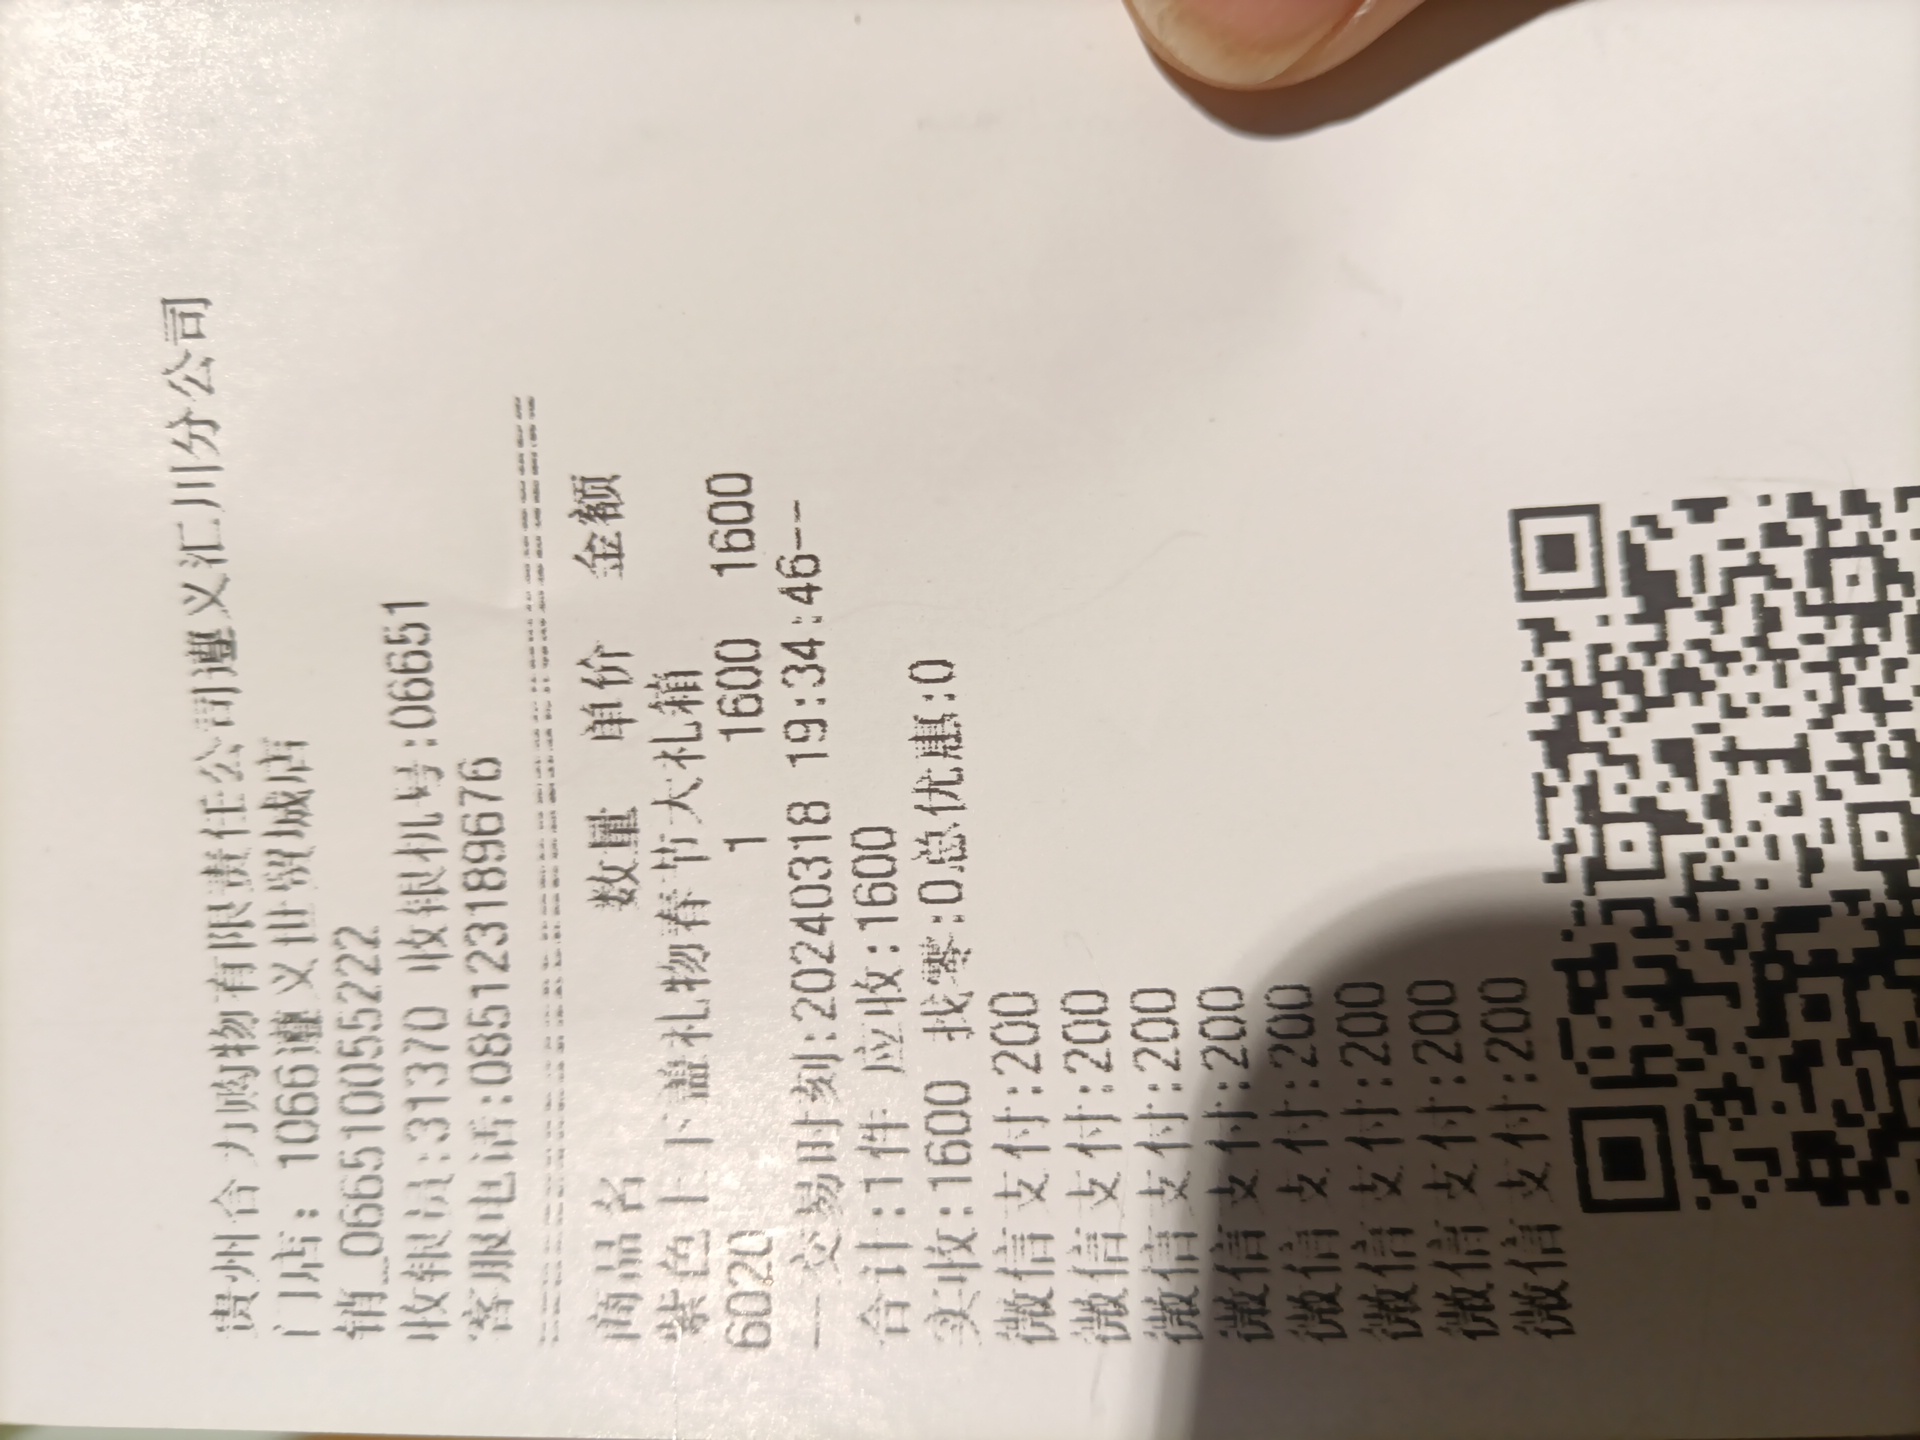 贵州合力购物有限责任公司遵义汇川分公司
门店: 1066遵义世贸城店
销_066510055222
收银员:31370 收银机号:06651
客服电话:085123189676
商品名 数量 单价 金额
紫色上下盖礼物春节大礼箱
6020 1 1600 1600
--交易时刻:20240318 19:34:46--
合计:1件 应收:1600
实收:1600 找零:0总优惠:0
微信支付:200
微信支付:200
微信支付:200
微信支付:200
微信支付:200
微信支付:200
微信支付:200
微信支付:200